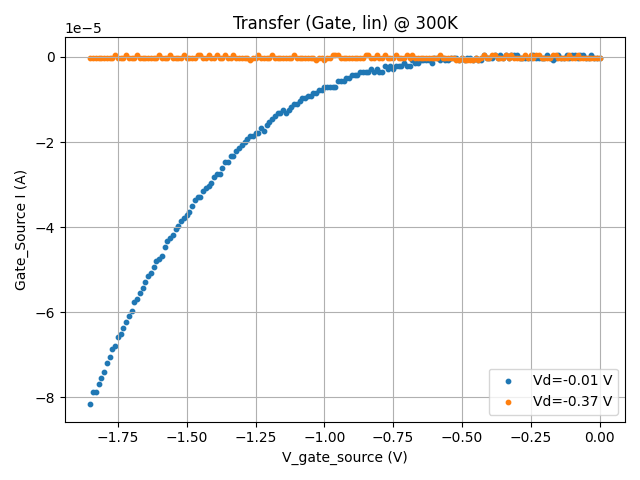 Transfer (Gate, lin) @ 300K
1e−5
0
−2
−4
−6
−8
Gate_Source I (A)
−1.75 −1.50 −1.25 −1.00 −0.75 −0.50 −0.25 0.00
V_gate_source (V)
Vd=-0.01 V
Vd=-0.37 V